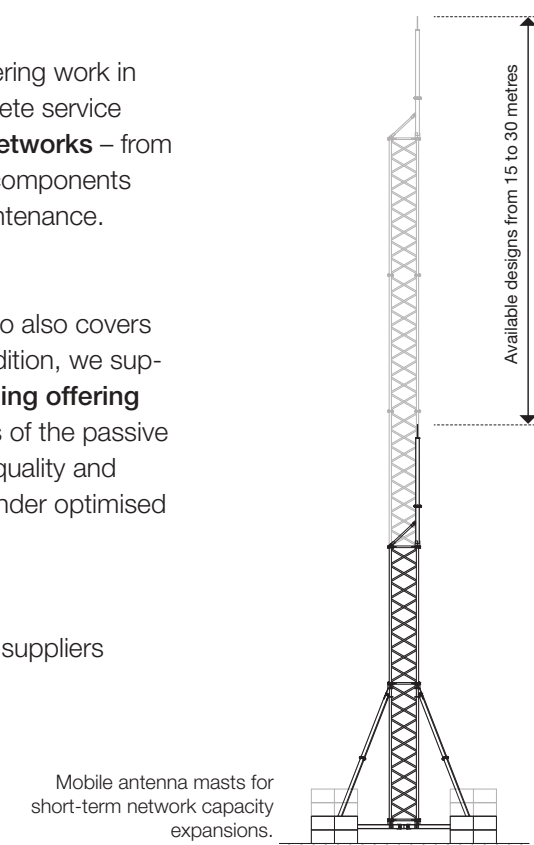 ering work in
ete service
etworks – from
components
ntenance.
o also covers
dition, we sup-
ing offering
s of the passive
quality and
nder optimised
suppliers
Mobile antenna masts for
short-term network capacity
expansions.
Available designs from 15 to 30 metres